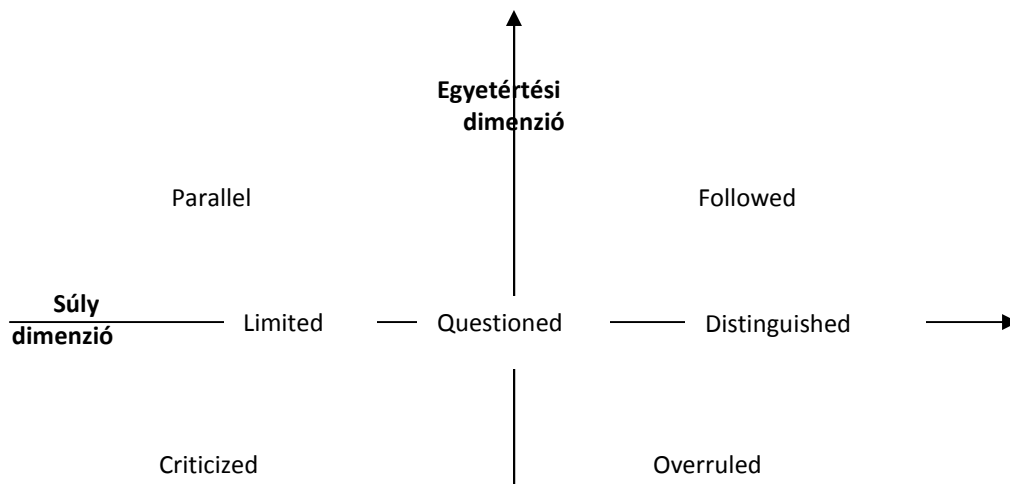 Egyetértési
dimenzió
Parallel
Followed
Súly
dimenzió
Limited
Questioned
Distinguished
Criticized
Overruled